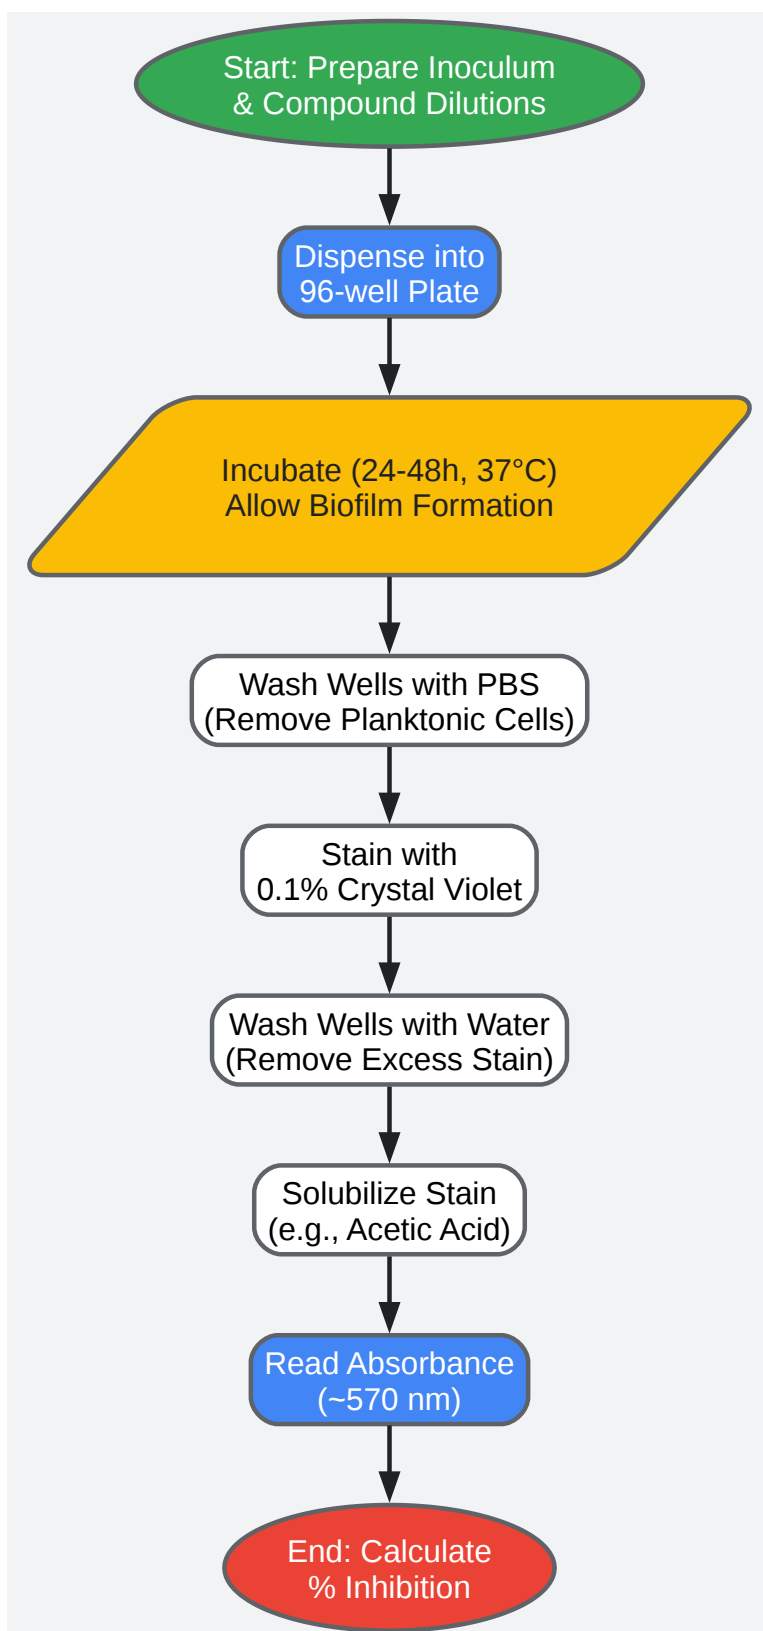 Start: Prepare Inoculum
& Compound Dilutions
Dispense into
96-well Plate
Incubate (24-48h, 37°C)
Allow Biofilm Formation
Wash Wells with PBS
(Remove Planktonic Cells)
Stain with
0.1% Crystal Violet
Wash Wells with Water
(Remove Excess Stain)
Solubilize Stain
(e.g., Acetic Acid)
Read Absorbance
(~570 nm)
End: Calculate
% Inhibition